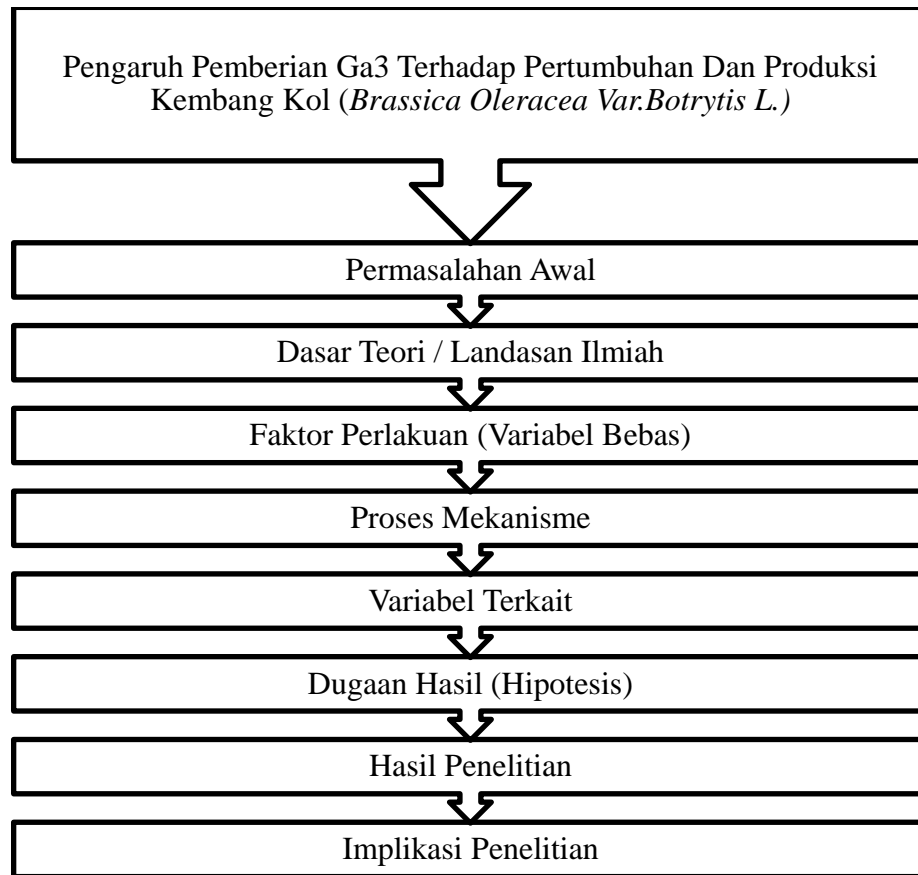 Pengaruh Pemberian Ga3 Terhadap Pertumbuhan Dan Produksi
Kembang Kol (Brassica Oleracea Var.Botrytis L.)
Permasalahan Awal
Dasar Teori / Landasan Ilmiah
Faktor Perlakuan (Variabel Bebas)
Proses Mekanisme
Variabel Terkait
Dugaan Hasil (Hipotesis)
Hasil Penelitian
Implikasi Penelitian